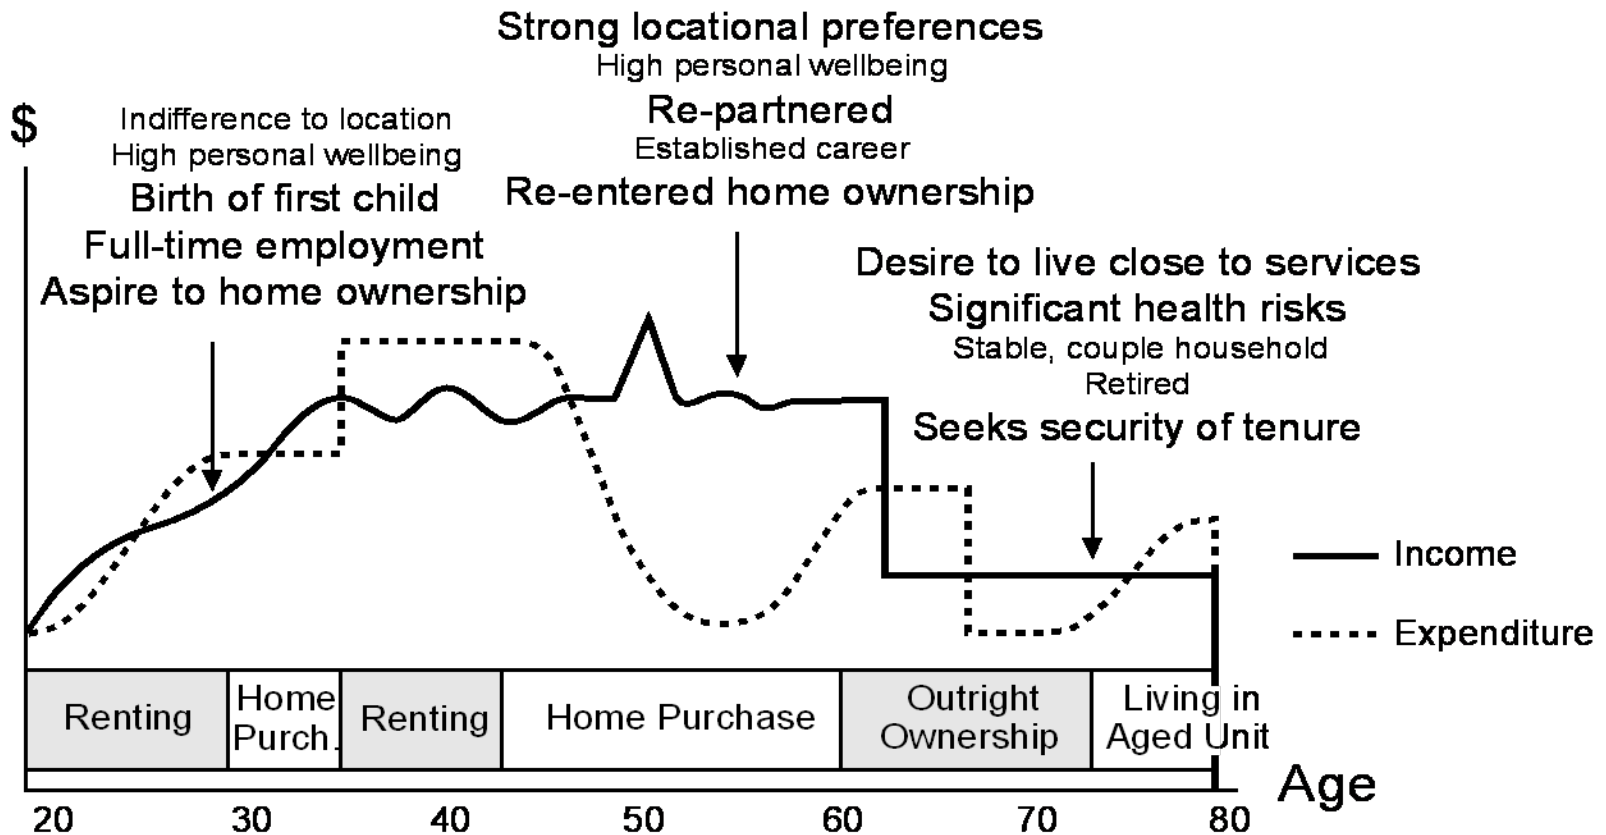 Strong locational preferences
High personal wellbeing
Re-partnered
Established career
Re-entered home ownership
$
Indifference to location
High personal wellbeing
Birth of first child
Full-time employment
Aspire to home ownership
Desire to live close to services
Significant health risks
Stable, couple household
Retired
Seeks security of tenure
Income
Expenditure
Renting
Home
Purch.
Renting
Home Purchase
Outright
Ownership
Living in
Aged Unit
Age
20 30 40 50 60 70 80